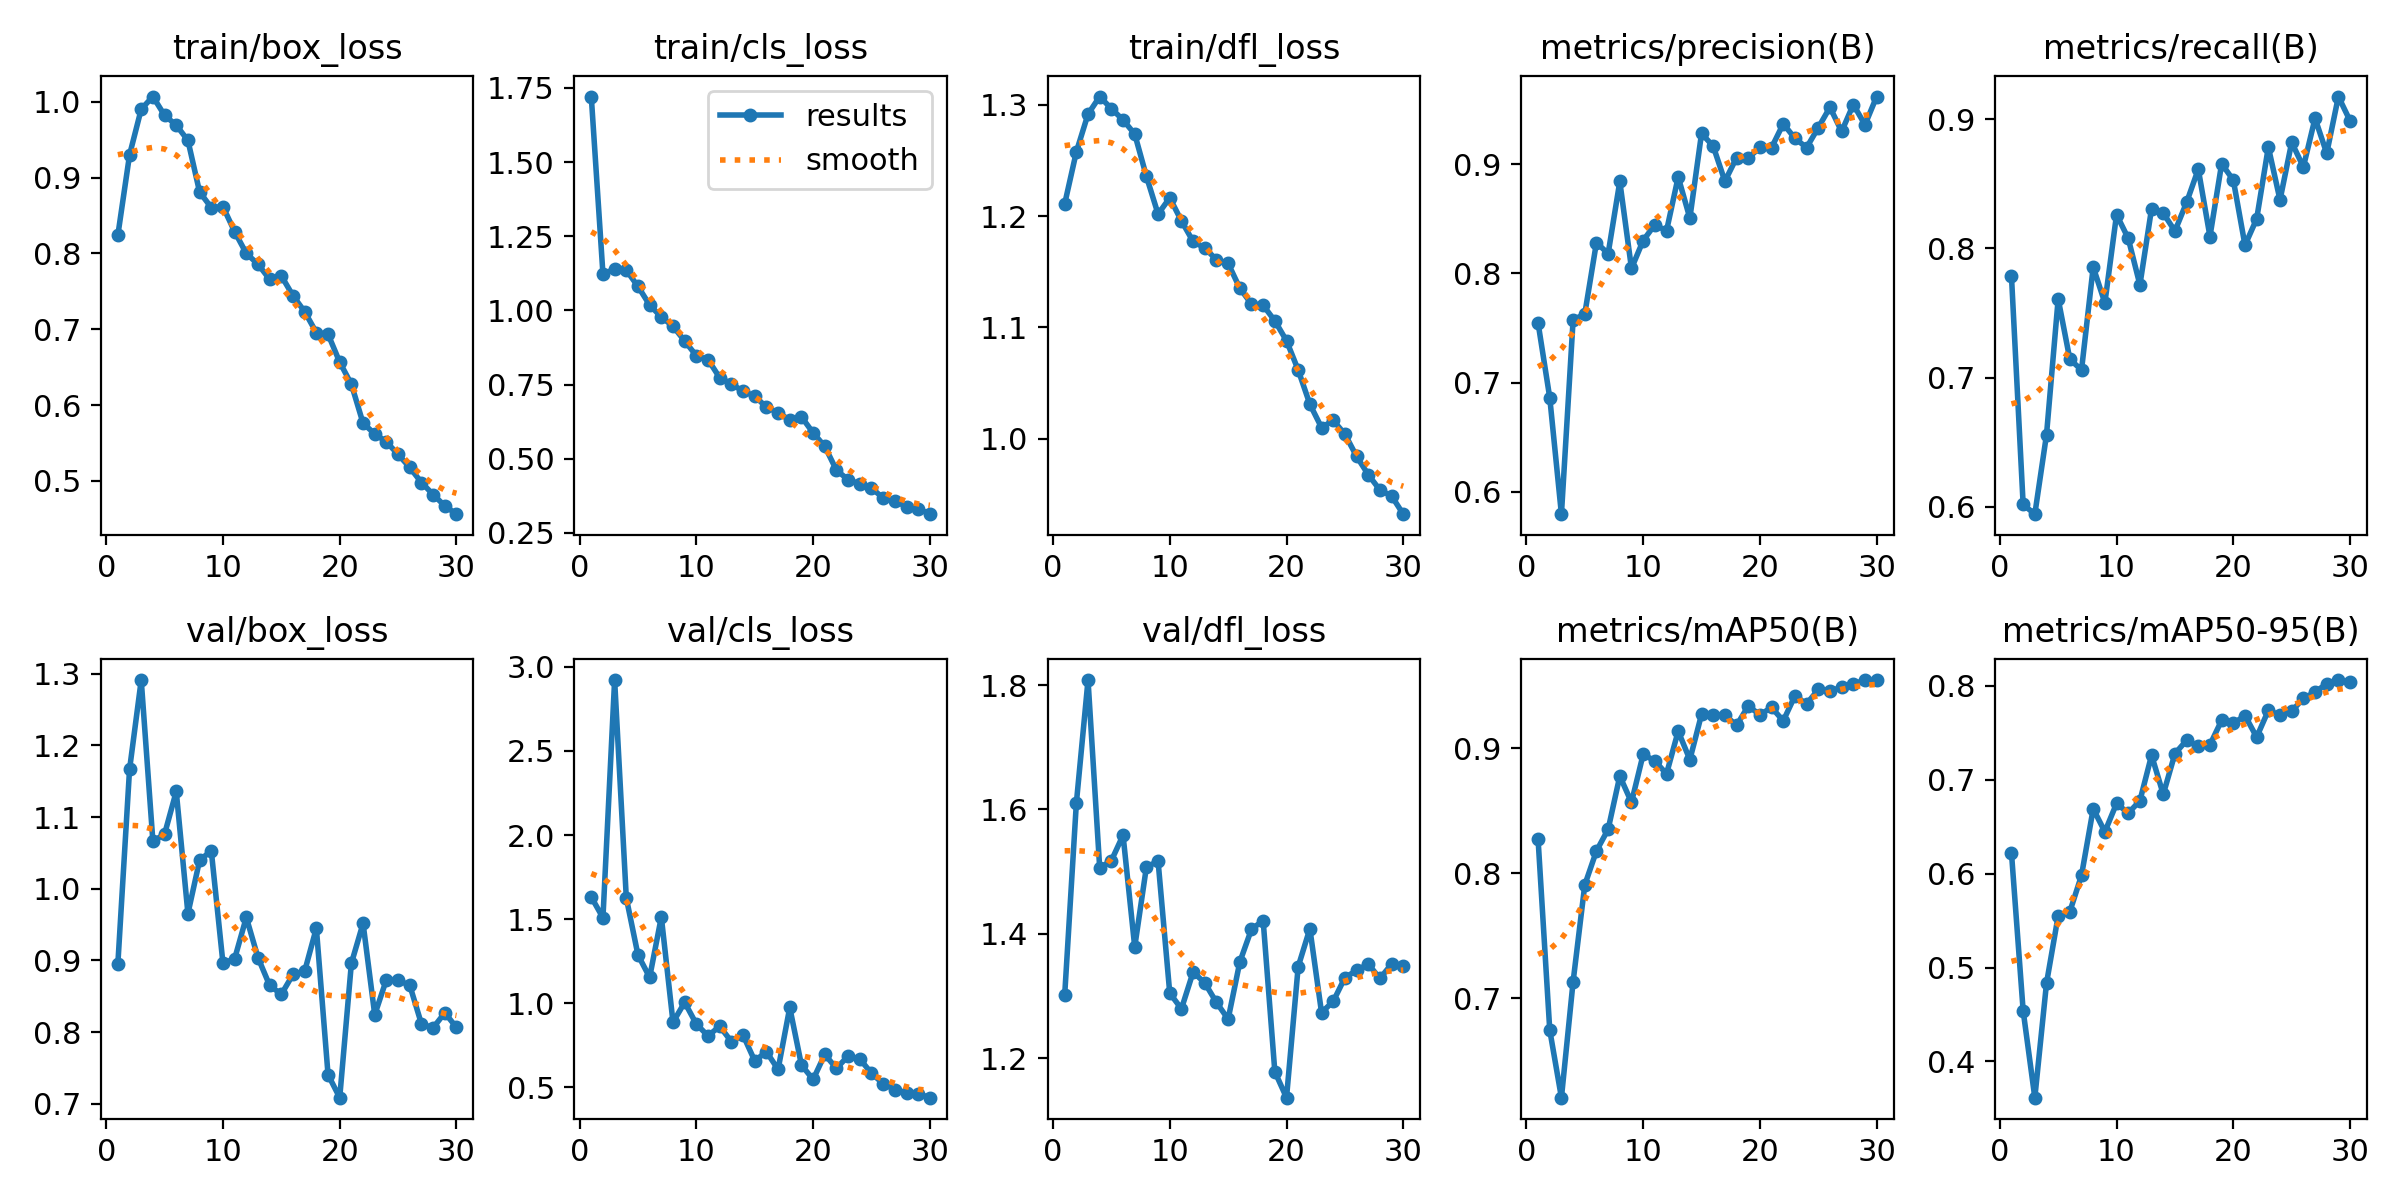 train/box_loss
train/cls_loss
train/dfl_loss
metrics/precision(B)
metrics/recall(B)
1.0
0.9
0.8
0.7
0.6
0.5
0 10 20 30
1.75
1.50
1.25
1.00
0.75
0.50
0.25
results
smooth
0 10 20 30
1.3
1.2
1.1
1.0
0 10 20 30
0.9
0.8
0.7
0.6
0 10 20 30
0.9
0.8
0.7
0.6
0 10 20 30
val/box_loss
val/cls_loss
val/dfl_loss
metrics/mAP50(B)
metrics/mAP50-95(B)
1.3
1.2
1.1
1.0
0.9
0.8
0.7
0 10 20 30
3.0
2.5
2.0
1.5
1.0
0.5
0 10 20 30
1.8
1.6
1.4
1.2
0 10 20 30
0.9
0.8
0.7
0 10 20 30
0.8
0.7
0.6
0.5
0.4
0 10 20 30